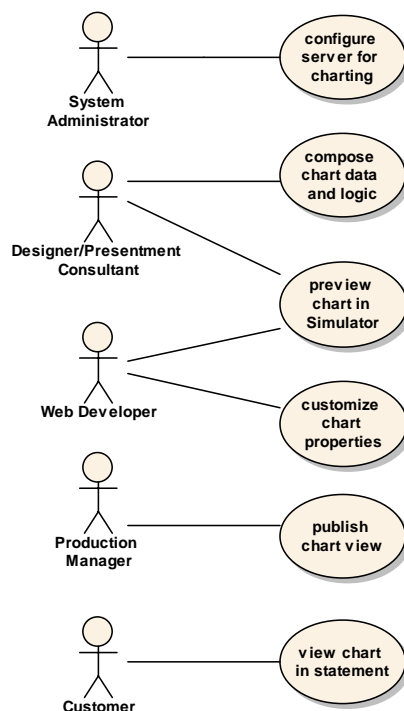 System
Administrator
configure
server for
charting
compose
chart data
and logic
Designer/Presentment
Consultant
preview
chart in
Simulator
Web Developer
customize
chart
properties
Production
Manager
publish
chart view
view chart
in statement
Customer